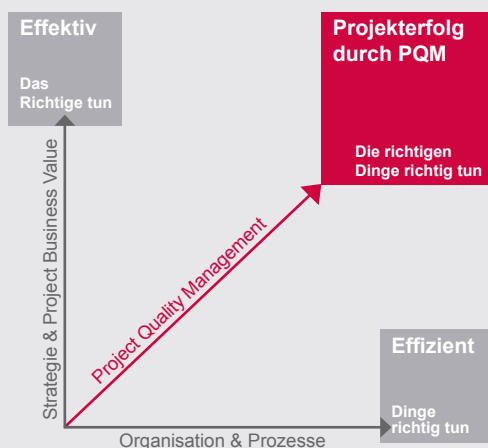 Effektiv
Das
Richtige tun
Projekterfolg
durch PQM
Die richtigen
Dinge richtig tun
Strategie & Project Business Value
Project Quality Management
Effizient
Dinge
richtig tun
Organisation & Prozesse